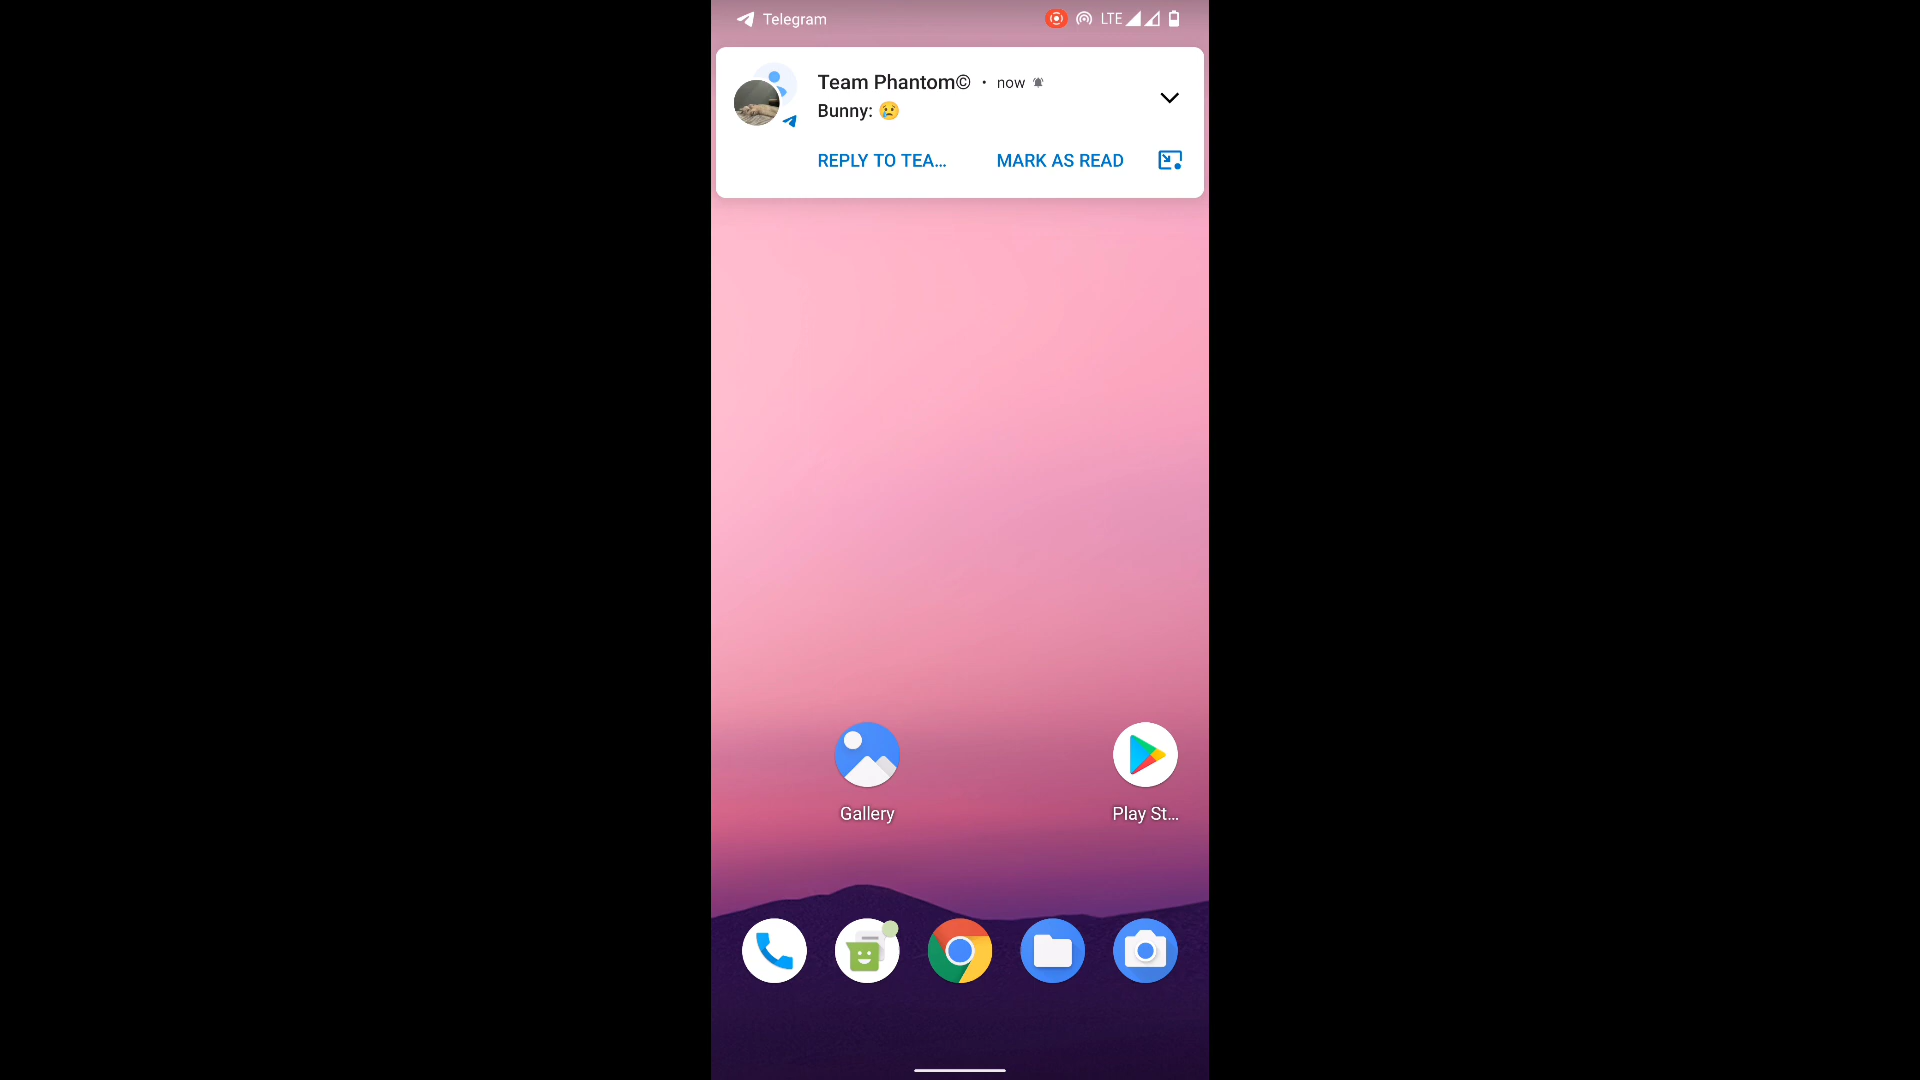 Telegram
LTE
Team Phantom© • now
Bunny: 😢
REPLY TO TEA...
MARK AS READ
Gallery
Play St...